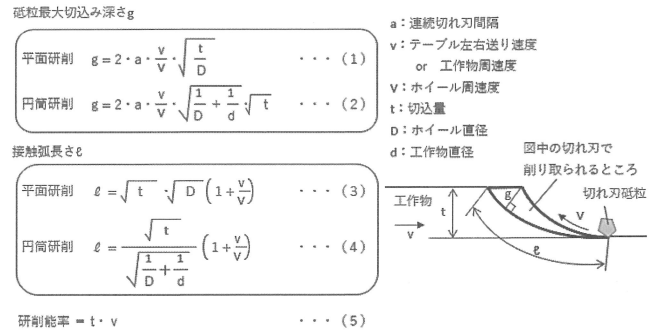 砥粒最大切込み深さg
平面研削 g=2・a・v/V・√(t/D) ・・・(1)
円筒研削 g=2・a・v/V・√(1/D+1/d)√t ・・・(2)
接触弧長さℓ
平面研削 ℓ=√t・√D(1+v/V) ・・・(3)
円筒研削 ℓ=√t/√(1/D+1/d)(1+v/V) ・・・(4)
研削能率=t・v ・・・(5)
a:連続切れ刃間隔
v:テーブル左右送り速度
or 工作物周速度
V:ホイール周速度
t:切込量
D:ホイール直径
d:工作物直径
図中の切れ刃で
削り取られるところ
切れ刃砥粒
工作物
v
t
g
V
ℓ